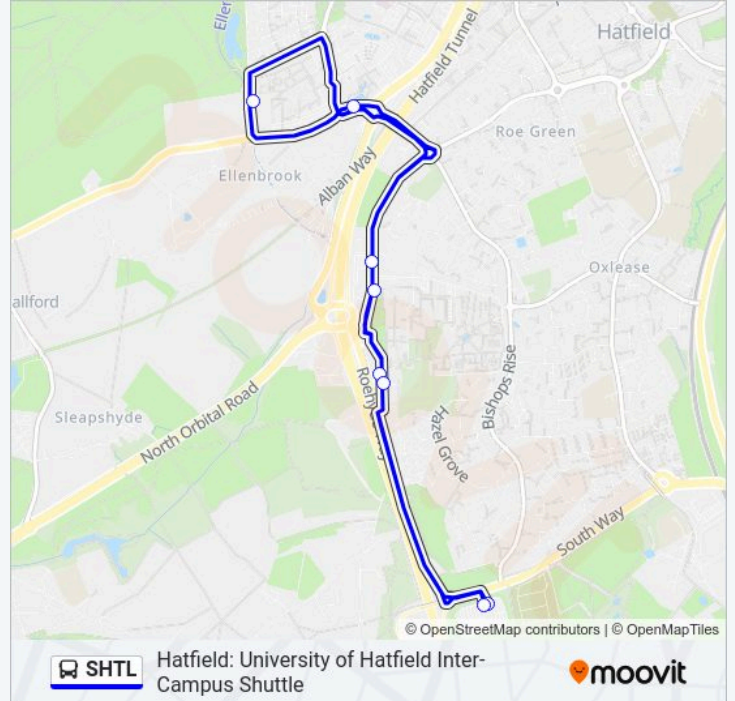 Ellen
Hatfield
Hatfield Tunnel
Roe Green
Ellenbrook
Alban Way
Oxlease
allford
Bishops Rise
Sleapshyde
North Orbital Road
Hazel Grove
South Way
© OpenStreetMap contributors | © OpenMapTiles
SHTL
Hatfield: University of Hatfield Inter-
Campus Shuttle
moovit